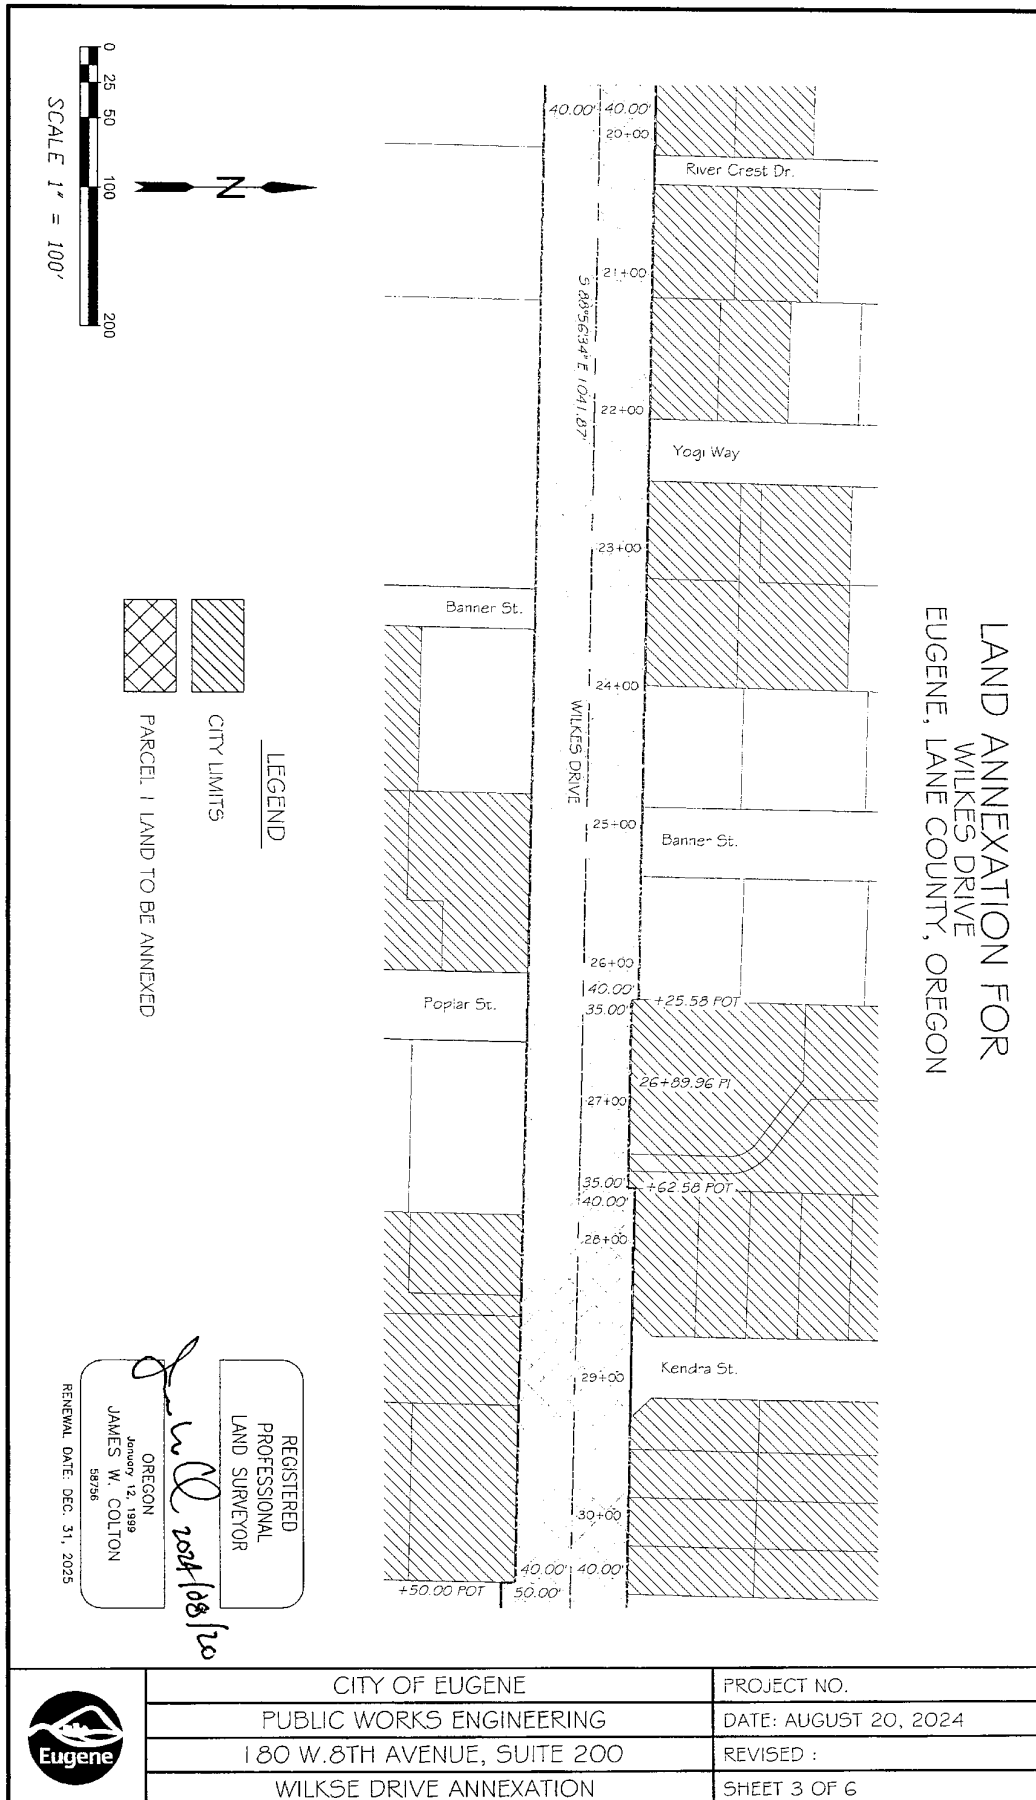 LAND ANNEXATION FOR
WILKES DRIVE
EUGENE, LANE COUNTY, OREGON
40.00' 40.00'
20+00
River Crest Dr.
21+00
S 88°56'34" E 1041.87'
22+00
Yogi Way
23+00
Banner St.
24+00
WILKES DRIVE
25+00
Banner St.
26+00
40.00'
35.00'
+25.58 POT
Poplar St.
26+89.96 PI
27+00
35.00'
40.00'
+62.58 POT
28+00
Kendra St.
29+00
30+00
40.00' 40.00'
+50.00 POT
50.00'
0 25 50 100 200
SCALE 1" = 100'
N
LEGEND
CITY LIMITS
PARCEL 1 LAND TO BE ANNEXED
REGISTERED
PROFESSIONAL
LAND SURVEYOR
2024/08/20
OREGON
January 12, 1999
JAMES W. COLTON
58756
RENEWAL DATE: DEC. 31, 2025
Eugene
CITY OF EUGENE
PUBLIC WORKS ENGINEERING
180 W.8TH AVENUE, SUITE 200
WILKSE DRIVE ANNEXATION
PROJECT NO.
DATE: AUGUST 20, 2024
REVISED :
SHEET 3 OF 6